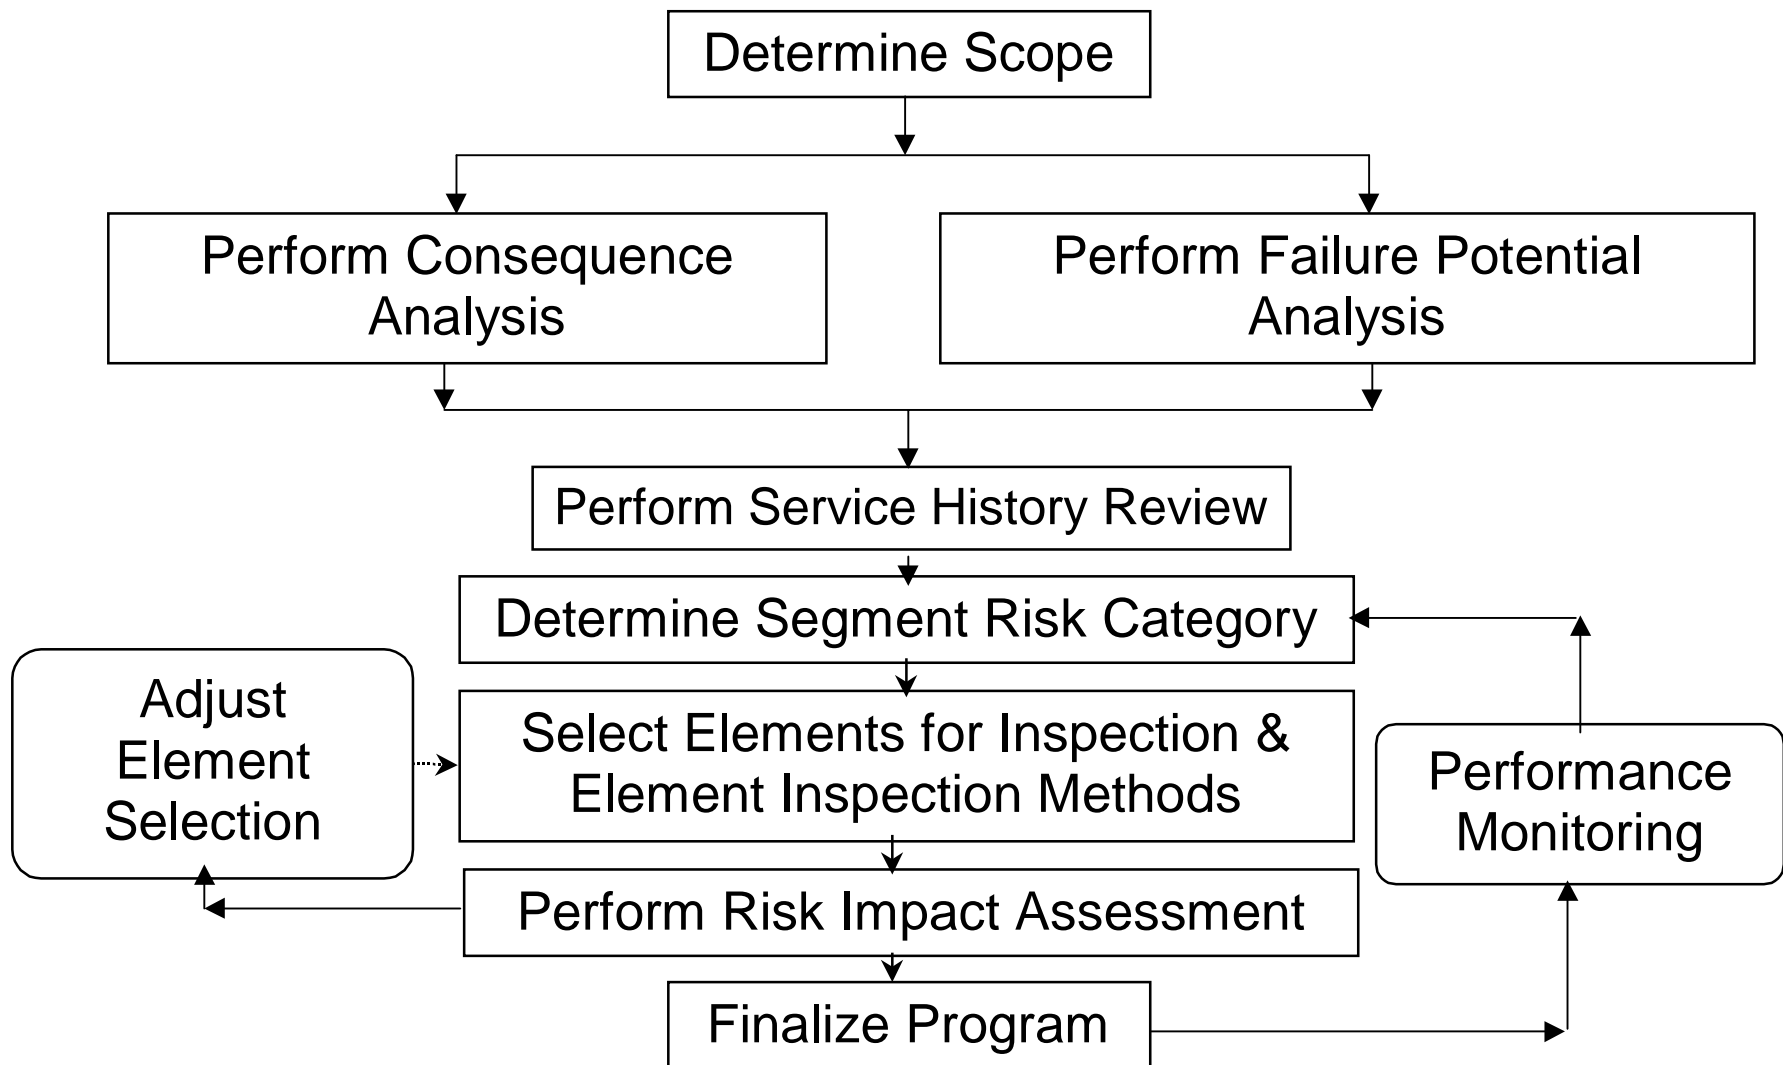 Determine Scope
Perform Consequence
Analysis
Perform Failure Potential
Analysis
Perform Service History Review
Determine Segment Risk Category
Adjust
Element
Selection
Select Elements for Inspection &
Element Inspection Methods
Performance
Monitoring
Perform Risk Impact Assessment
Finalize Program